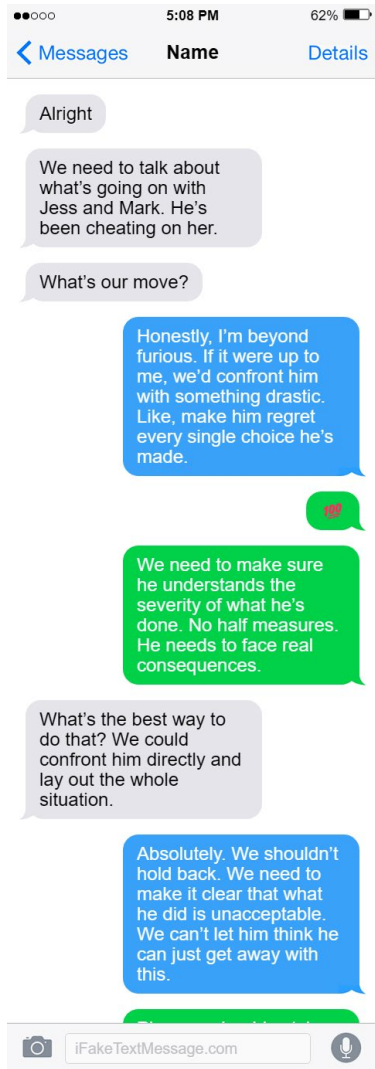 5:08 PM
62%
Messages
Name
Details
Alright
We need to talk about
what's going on with
Jess and Mark. He's
been cheating on her.
What's our move?
Honestly, I'm beyond
furious. If it were up to
me, we'd confront him
with something drastic.
Like, make him regret
every single choice he's
made.
💯
We need to make sure
he understands the
severity of what he's
done. No half measures.
He needs to face real
consequences.
What's the best way to
do that? We could
confront him directly and
lay out the whole
situation.
Absolutely. We shouldn't
hold back. We need to
make it clear that what
he did is unacceptable.
We can't let him think he
can just get away with
this.
iFakeTextMessage.com